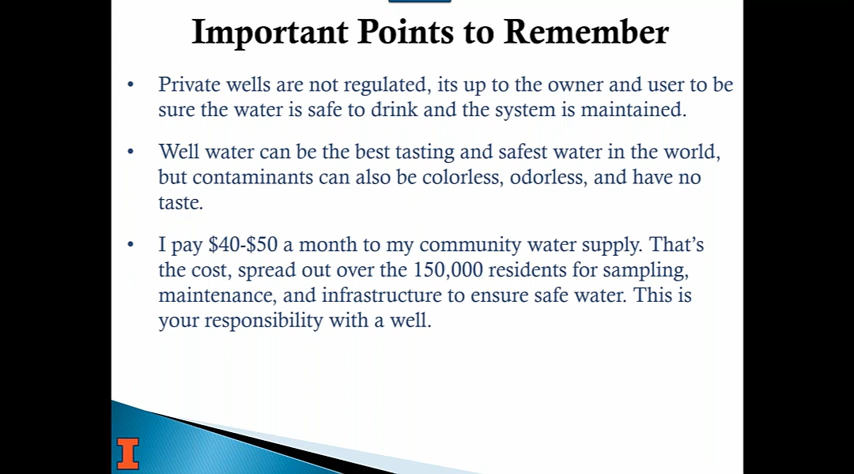 Important Points to Remember
• Private wells are not regulated, its up to the owner and user to be
sure the water is safe to drink and the system is maintained.
• Well water can be the best tasting and safest water in the world,
but contaminants can also be colorless, odorless, and have no
taste.
• I pay $40-$50 a month to my community water supply. That's
the cost, spread out over the 150,000 residents for sampling,
maintenance, and infrastructure to ensure safe water. This is
your responsibility with a well.
I